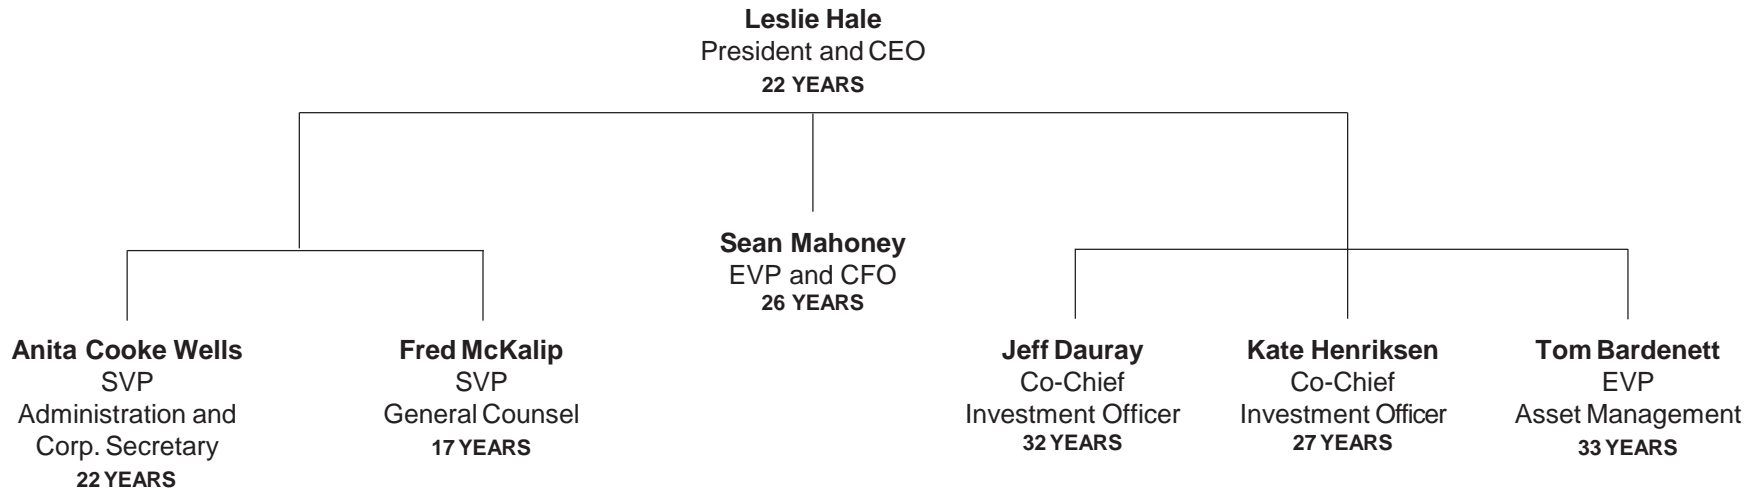 Leslie Hale
President and CEO
22 YEARS
Sean Mahoney
EVP and CFO
26 YEARS
Anita Cooke Wells
SVP
Administration and
Corp. Secretary
22 YEARS
Fred McKalip
SVP
General Counsel
17 YEARS
Jeff Dauray
Co-Chief
Investment Officer
32 YEARS
Kate Henriksen
Co-Chief
Investment Officer
27 YEARS
Tom Bardenett
EVP
Asset Management
33 YEARS